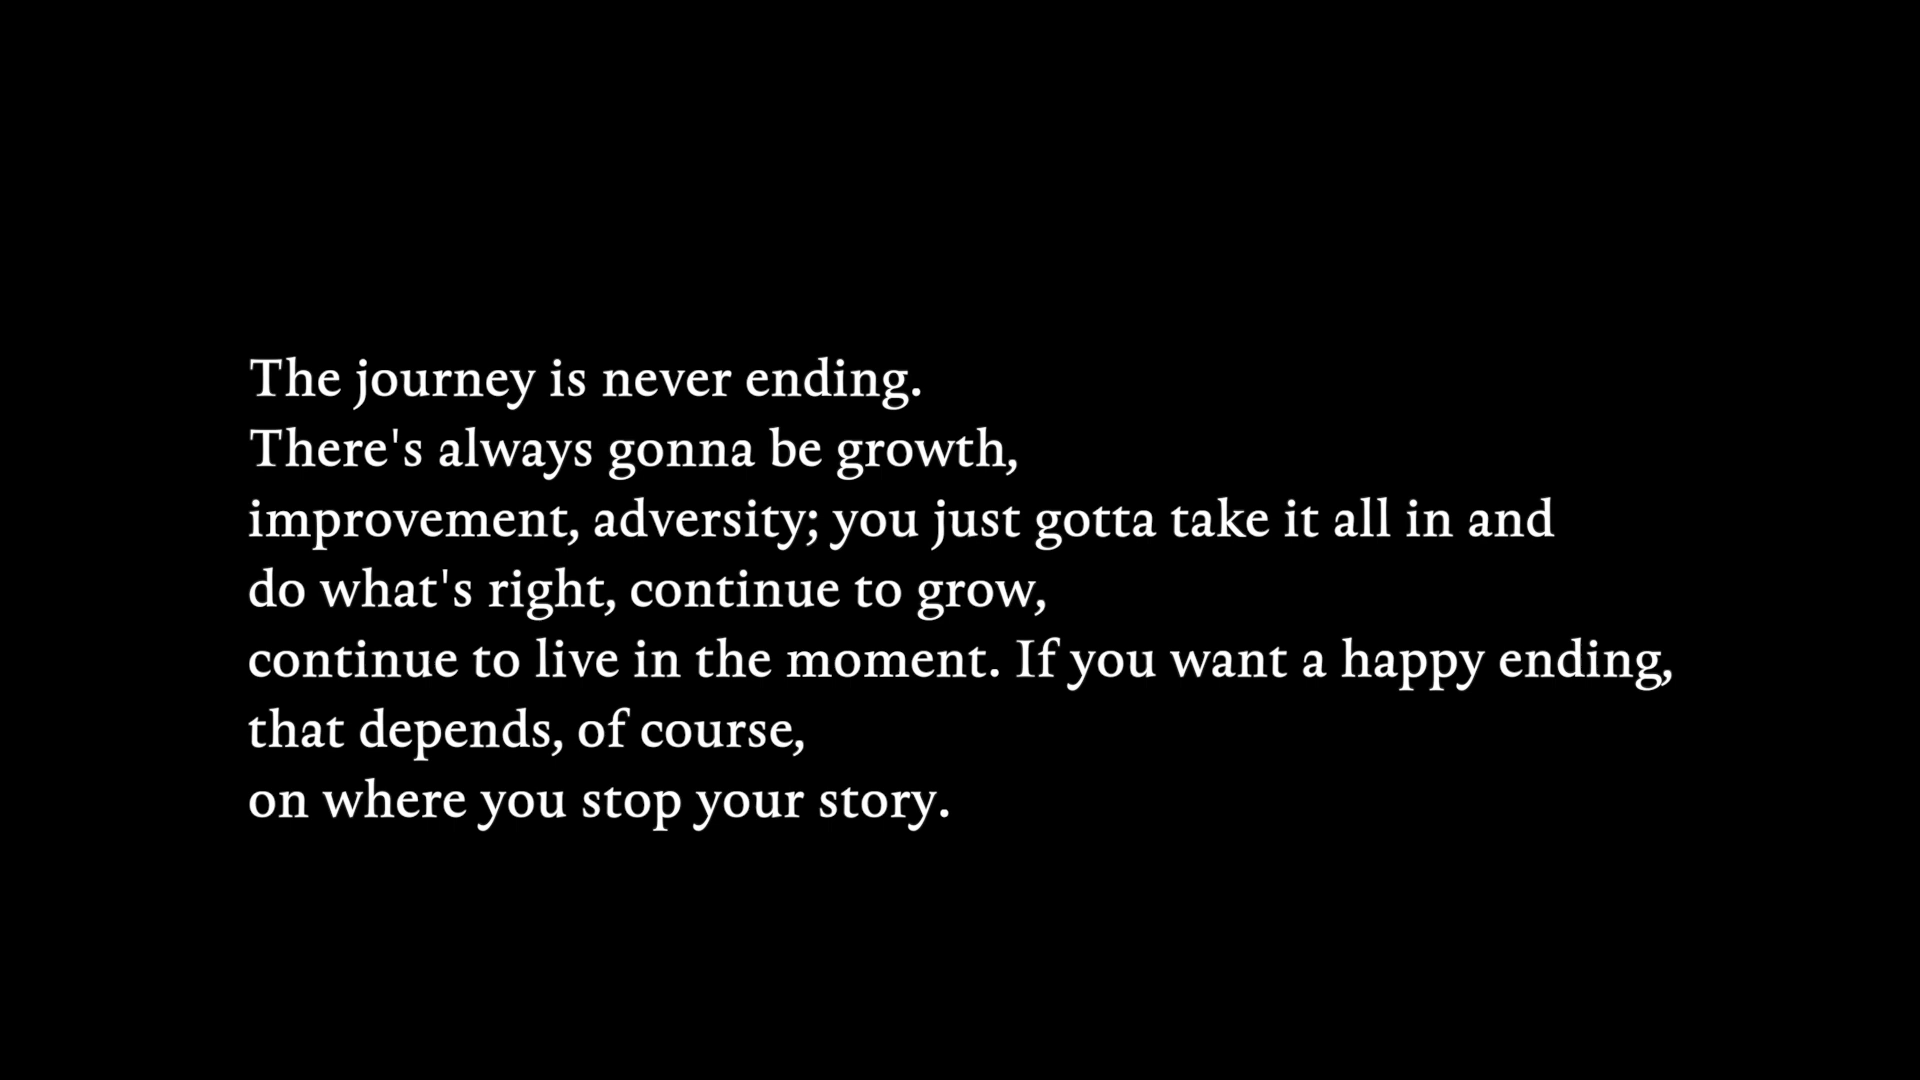 The journey is never ending.
There's always gonna be growth,
improvement, adversity; you just gotta take it all in and
do what's right, continue to grow,
continue to live in the moment. If you want a happy ending,
that depends, of course,
on where you stop your story.